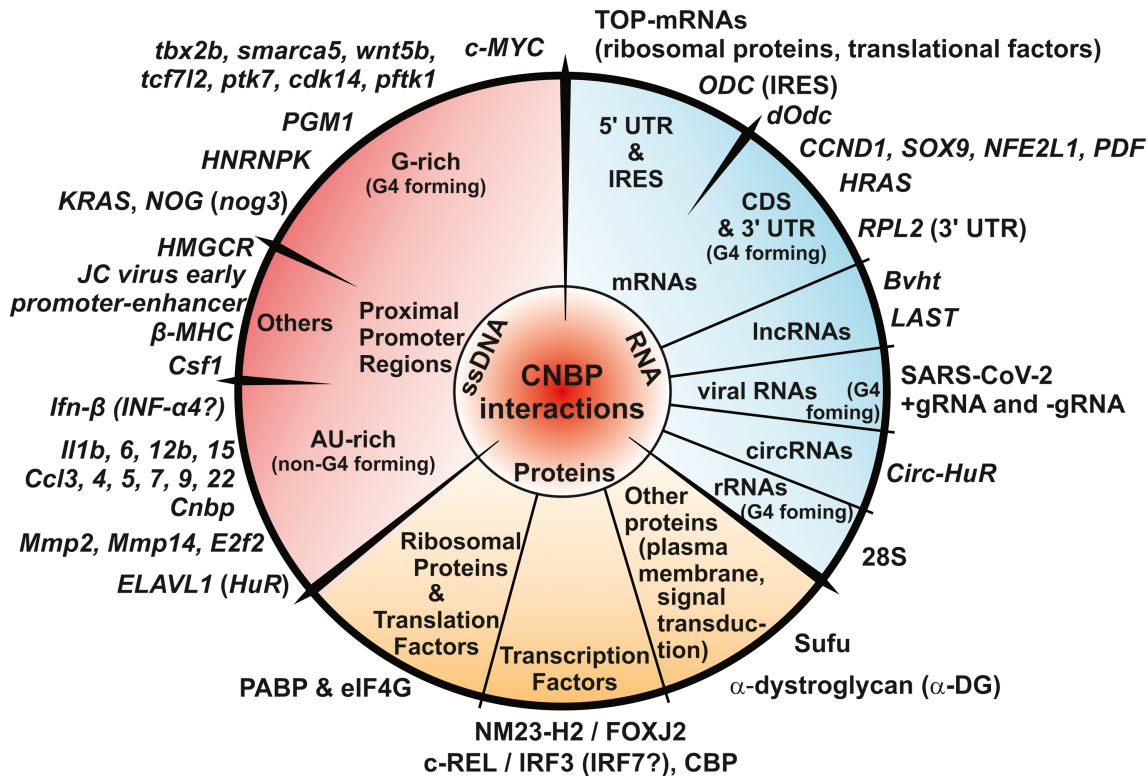 TOP-mRNAs
(ribosomal proteins, translational factors)
ODC (IRES)
dOdc
CCND1, SOX9, NFE2L1, PDF
HRAS
RPL2 (3' UTR)
Bvht
LAST
SARS-CoV-2
+gRNA and -gRNA
Circ-HuR
28S
Sufu
α-dystroglycan (α-DG)
NM23-H2 / FOXJ2
c-REL / IRF3 (IRF7?), CBP
PABP & eIF4G
c-MYC
tbx2b, smarca5, wnt5b,
tcf7l2, ptk7, cdk14, pftk1
PGM1
HNRNPK
KRAS, NOG (nog3)
HMGCR
JC virus early
promoter-enhancer
β-MHC
Csf1
Ifn-β (INF-α4?)
Il1b, 6, 12b, 15
Ccl3, 4, 5, 7, 9, 22
Cnbp
Mmp2, Mmp14, E2f2
ELAVL1 (HuR)
G-rich
(G4 forming)
Others
Proximal
Promoter
Regions
AU-rich
(non-G4 forming)
5' UTR
&
IRES
CDS
& 3' UTR
(G4 forming)
mRNAs
lncRNAs
viral RNAs
(G4
foming)
circRNAs
rRNAs
(G4 foming)
ssDNA
RNA
CNBP
interactions
Proteins
Ribosomal
Proteins
&
Translation
Factors
Transcription
Factors
Other
proteins
(plasma
membrane,
signal
transduc-
tion)